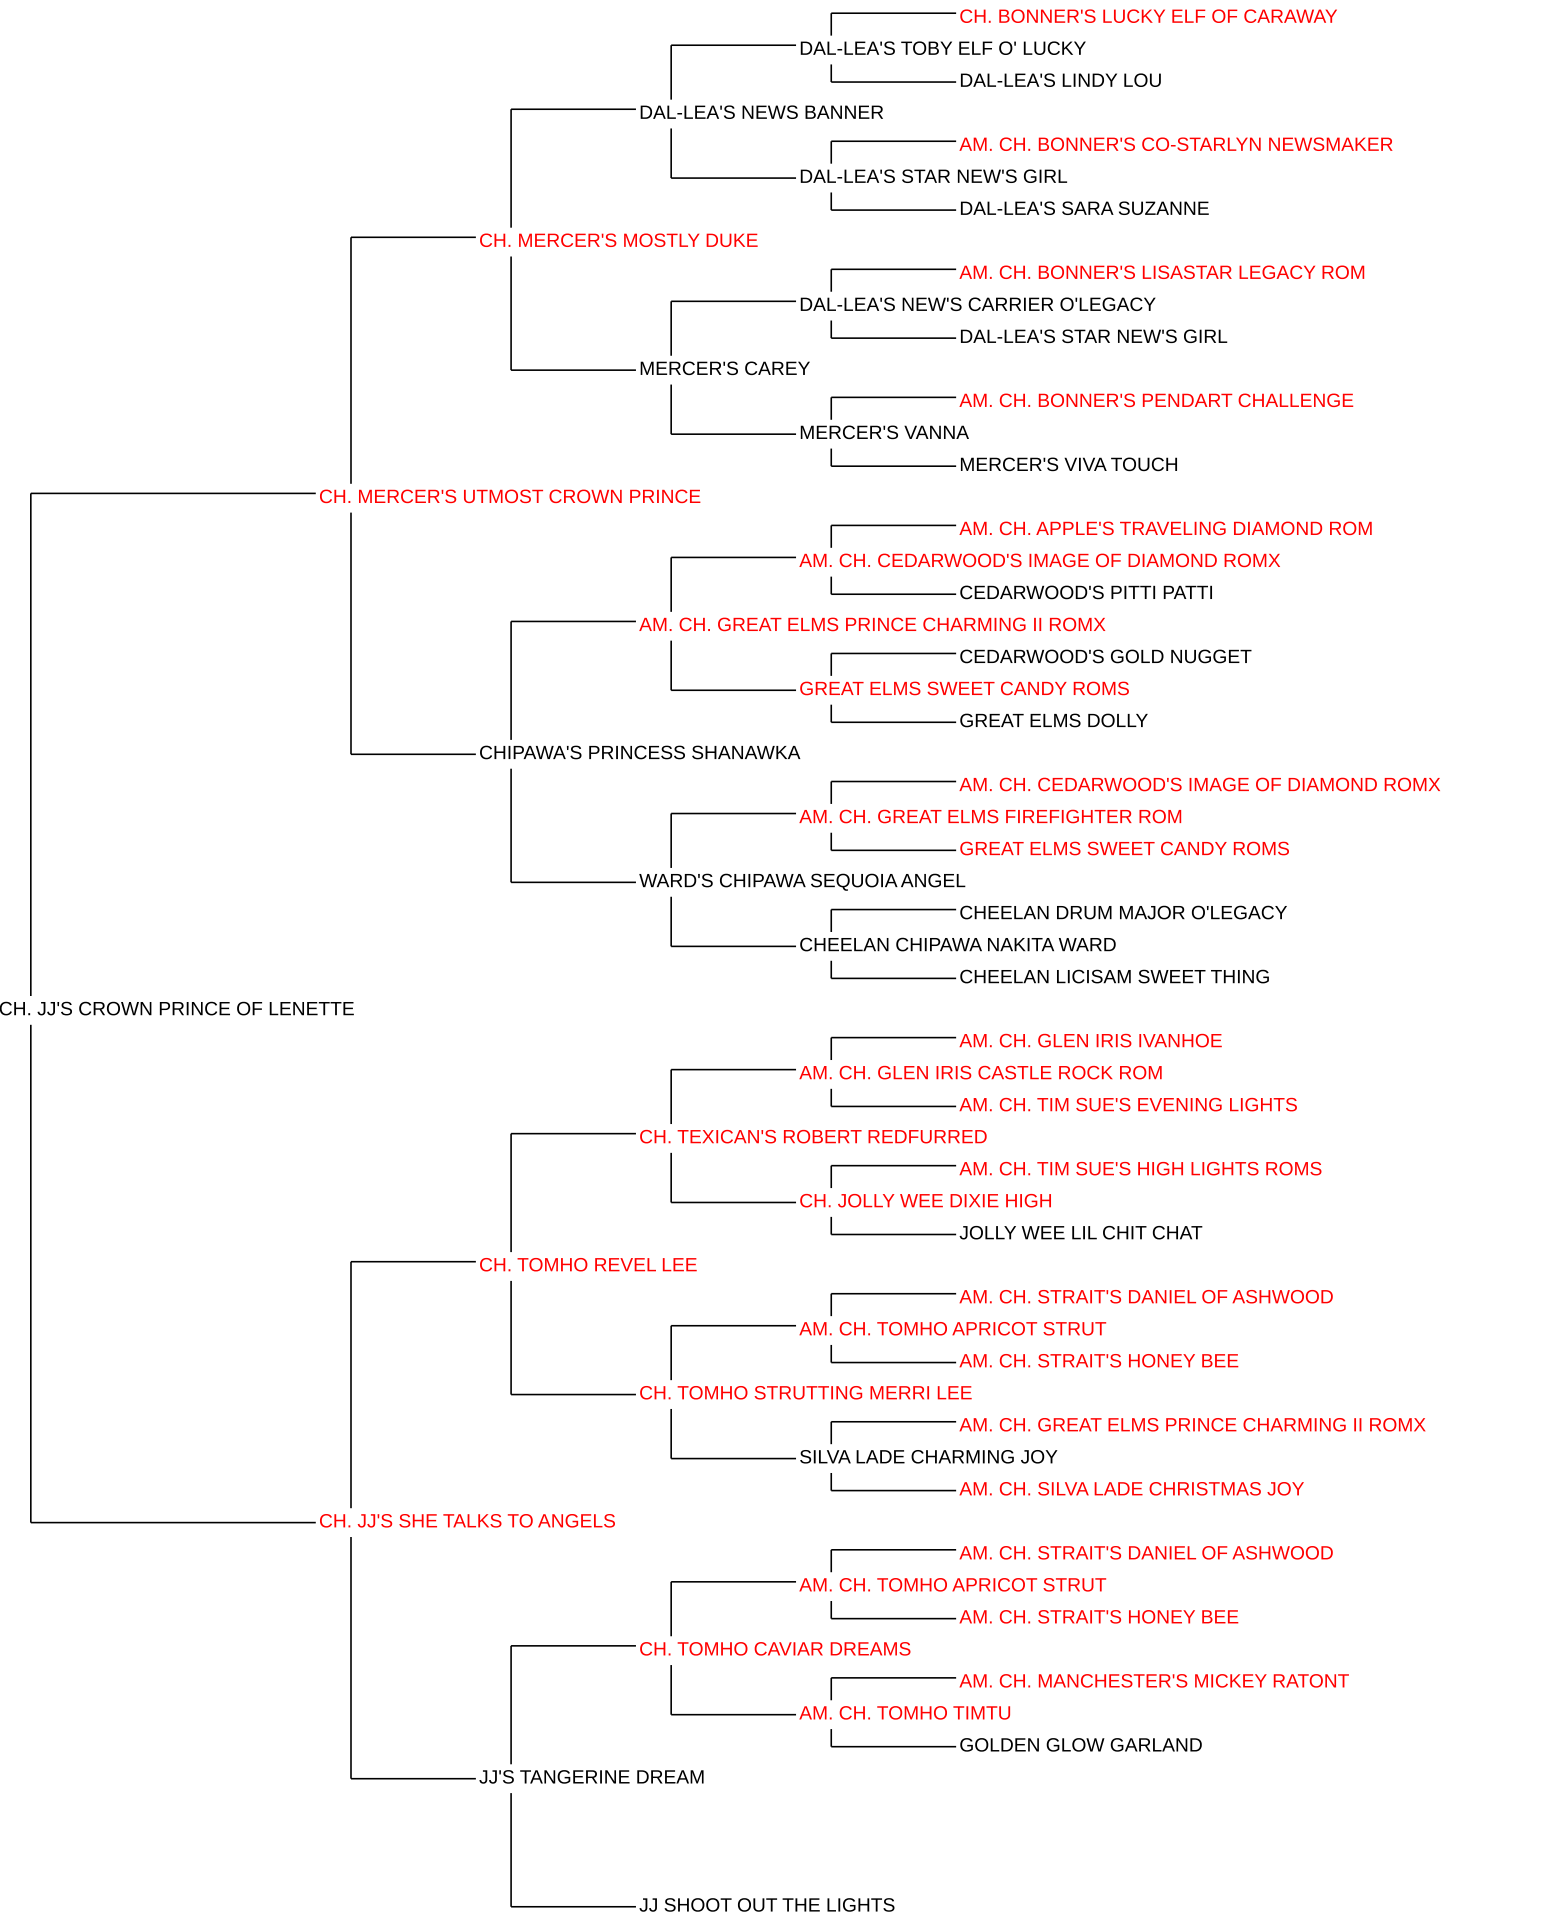 CH. BONNER'S LUCKY ELF OF CARAWAY
DAL-LEA'S TOBY ELF O' LUCKY
DAL-LEA'S LINDY LOU
DAL-LEA'S NEWS BANNER
AM. CH. BONNER'S CO-STARLYN NEWSMAKER
DAL-LEA'S STAR NEW'S GIRL
DAL-LEA'S SARA SUZANNE
CH. MERCER'S MOSTLY DUKE
AM. CH. BONNER'S LISASTAR LEGACY ROM
DAL-LEA'S NEW'S CARRIER O'LEGACY
DAL-LEA'S STAR NEW'S GIRL
MERCER'S CAREY
AM. CH. BONNER'S PENDART CHALLENGE
MERCER'S VANNA
MERCER'S VIVA TOUCH
CH. MERCER'S UTMOST CROWN PRINCE
AM. CH. APPLE'S TRAVELING DIAMOND ROM
AM. CH. CEDARWOOD'S IMAGE OF DIAMOND ROMX
CEDARWOOD'S PITTI PATTI
AM. CH. GREAT ELMS PRINCE CHARMING II ROMX
CEDARWOOD'S GOLD NUGGET
GREAT ELMS SWEET CANDY ROMS
GREAT ELMS DOLLY
CHIPAWA'S PRINCESS SHANAWKA
AM. CH. CEDARWOOD'S IMAGE OF DIAMOND ROMX
AM. CH. GREAT ELMS FIREFIGHTER ROM
GREAT ELMS SWEET CANDY ROMS
WARD'S CHIPAWA SEQUOIA ANGEL
CHEELAN DRUM MAJOR O'LEGACY
CHEELAN CHIPAWA NAKITA WARD
CHEELAN LICISAM SWEET THING
CH. JJ'S CROWN PRINCE OF LENETTE
AM. CH. GLEN IRIS IVANHOE
AM. CH. GLEN IRIS CASTLE ROCK ROM
AM. CH. TIM SUE'S EVENING LIGHTS
CH. TEXICAN'S ROBERT REDFURRED
AM. CH. TIM SUE'S HIGH LIGHTS ROMS
CH. JOLLY WEE DIXIE HIGH
JOLLY WEE LIL CHIT CHAT
CH. TOMHO REVEL LEE
AM. CH. STRAIT'S DANIEL OF ASHWOOD
AM. CH. TOMHO APRICOT STRUT
AM. CH. STRAIT'S HONEY BEE
CH. TOMHO STRUTTING MERRI LEE
AM. CH. GREAT ELMS PRINCE CHARMING II ROMX
SILVA LADE CHARMING JOY
AM. CH. SILVA LADE CHRISTMAS JOY
CH. JJ'S SHE TALKS TO ANGELS
AM. CH. STRAIT'S DANIEL OF ASHWOOD
AM. CH. TOMHO APRICOT STRUT
AM. CH. STRAIT'S HONEY BEE
CH. TOMHO CAVIAR DREAMS
AM. CH. MANCHESTER'S MICKEY RATONT
AM. CH. TOMHO TIMTU
GOLDEN GLOW GARLAND
JJ'S TANGERINE DREAM
JJ SHOOT OUT THE LIGHTS